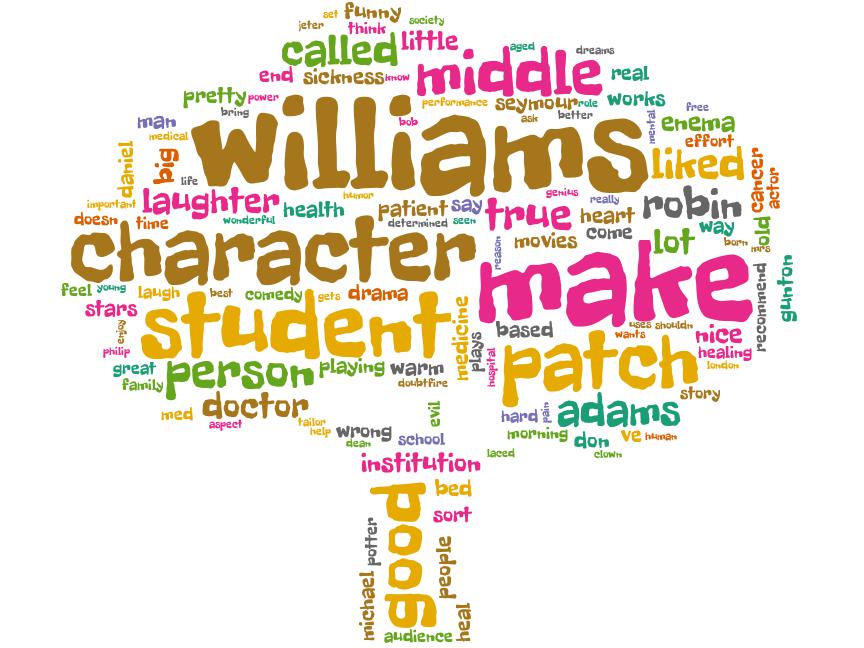 set funny society
jeter think
called little aged dreams
end sickness know middle real
pretty power performance seymour role works
bring bob ask better free
man williams mental enema
medical effort
daniel big life liked cancer actor
important laughter humor genius really robin
doesn time wonderful health patient say true heart old
determined seen come way
character reason movies lot born mrs
feel young laugh best comedy gets drama make recommend gunton
stars enjoy student medicine plays based uses shouldn nice
philip wants healing
great family person playing warm hospital patch london
doubtfire story
med doctor evil hard pain adams
aspect tailor help wrong dean school morning don ve human
laced clown
institution
good bed
sort
potter people
michael heal
audience